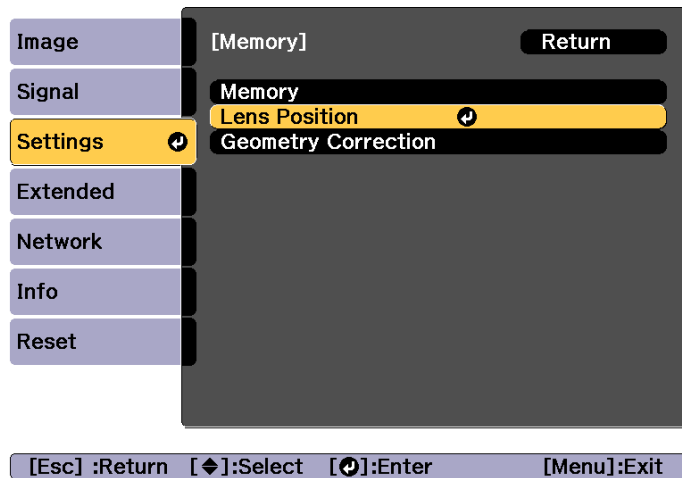 Image
Signal
Settings
Extended
Network
Info
Reset
[Memory] Return
Memory
Lens Position
Geometry Correction
[Esc] :Return [◆]:Select [↵]:Enter [Menu]:Exit